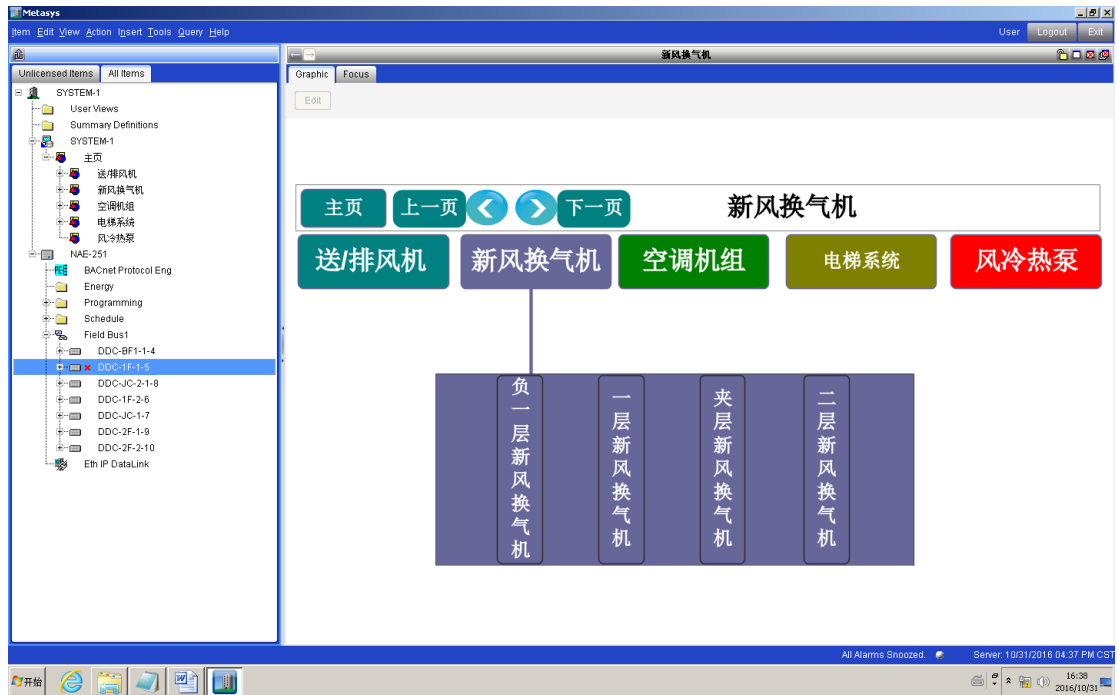 Metasys
Item Edit View Action Insert Tools Query Help
User Logout Exit
新风换气机
Unlicensed Items All Items
Graphic Focus
Edit
SYSTEM-1
User Views
Summary Definitions
SYSTEM-1
主页
送/排风机
新风换气机
空调机组
电梯系统
风冷热泵
NAE-251
BACnet Protocol Eng
Energy
Programming
Schedule
Field Bus1
DDC-BF1-1-4
DDC-1F-1-5
DDC-JC-2-1-8
DDC-1F-2-6
DDC-JC-1-7
DDC-2F-1-9
DDC-2F-2-10
Eth IP DataLink
主页 上一页 下一页 新风换气机
送/排风机 新风换气机 空调机组 电梯系统 风冷热泵
负一层新风换气机
一层新风换气机
夹层新风换气机
二层新风换气机
All Alarms Snoozed. Server: 10/31/2016 04:37 PM CST
开始
16:38
2016/10/31